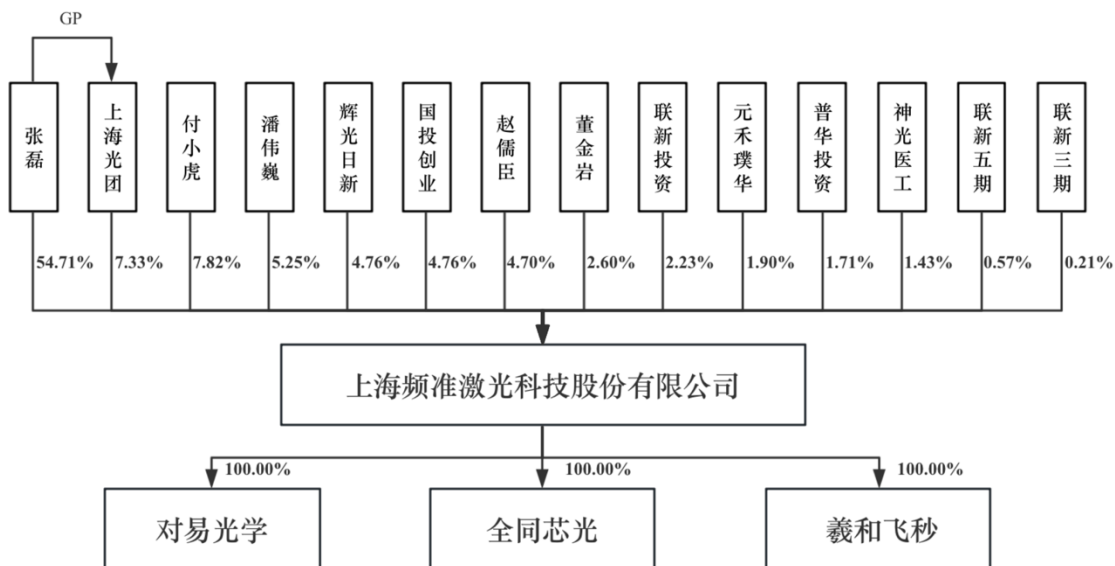 GP
张磊
上海光团
付小虎
潘伟巍
辉光日新
国投创业
赵儒臣
董金岩
联新投资
元禾璞华
普华投资
神光医工
联新五期
联新三期
54.71%
7.33%
7.82%
5.25%
4.76%
4.76%
4.70%
2.60%
2.23%
1.90%
1.71%
1.43%
0.57%
0.21%
上海频准激光科技股份有限公司
100.00%
100.00%
100.00%
对易光学
全同芯光
羲和飞秒